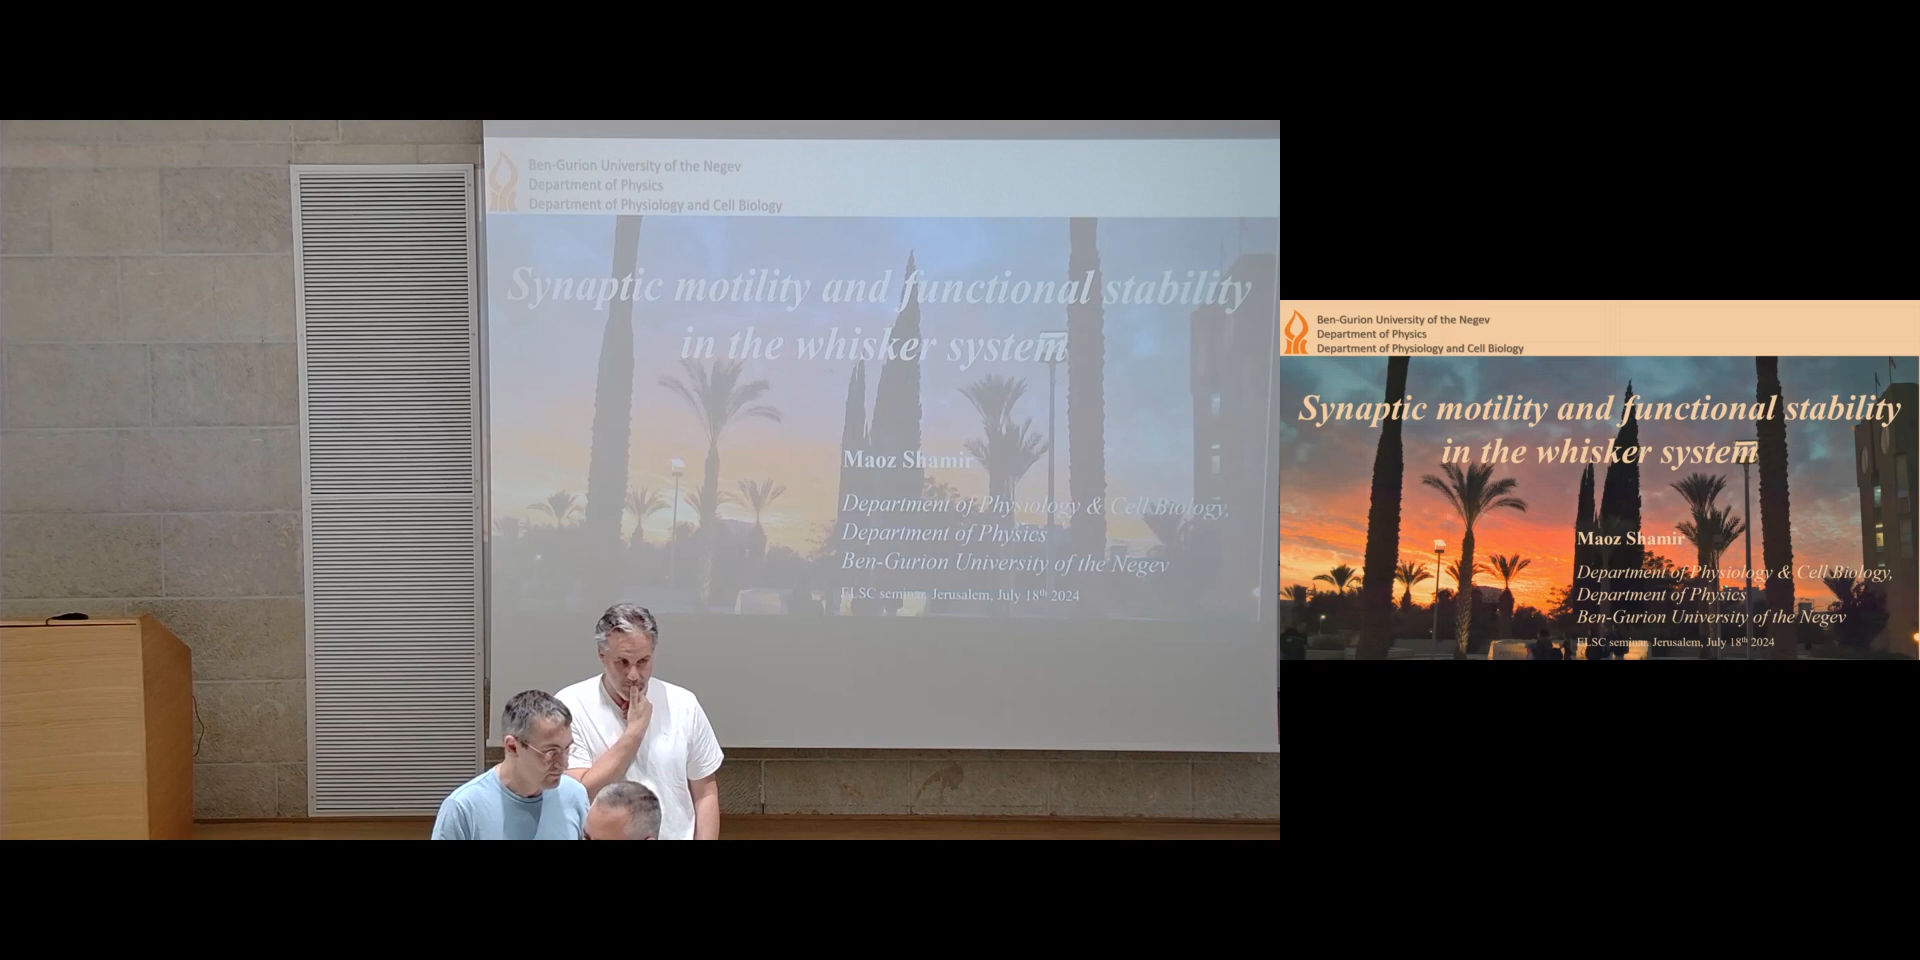 Ben-Gurion University of the Negev
Department of Physics
Department of Physiology and Cell Biology
Synaptic motility and functional stability
in the whisker system
Maoz Shamir
Department of Physiology & Cell Biology,
Department of Physics
Ben-Gurion University of the Negev
ELSC seminar, Jerusalem, July 18th 2024
Ben-Gurion University of the Negev
Department of Physics
Department of Physiology and Cell Biology
Synaptic motility and functional stability
in the whisker system
Maoz Shamir
Department of Physiology & Cell Biology,
Department of Physics
Ben-Gurion University of the Negev
ELSC seminar, Jerusalem, July 18th 2024